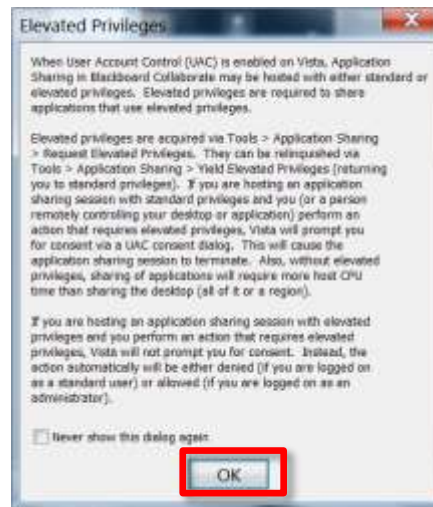 Elevated Privileges
When User Account Control (UAC) is enabled on Vista, Application
Sharing in Blackboard Collaborate may be hosted with either standard or
elevated privileges. Elevated privileges are required to share
applications that use elevated privileges.
Elevated privileges are acquired via Tools > Application Sharing
> Request Elevated Privileges. They can be relinquished via
Tools > Application Sharing > Yield Elevated Privileges (returning
you to standard privileges). If you are hosting an application
sharing session with standard privileges and you (or a person
remotely controlling your desktop or application) perform an
action that requires elevated privileges, Vista will prompt you
for consent via a UAC consent dialog. This will cause the
application sharing session to terminate. Also, without elevated
privileges, sharing of applications will require more host CPU
time than sharing the desktop (all of it or a region).
If you are hosting an application sharing session with elevated
privileges and you perform an action that requires elevated
privileges, Vista will not prompt you for consent. Instead, the
action automatically will be either denied (if you are logged on
as a standard user) or allowed (if you are logged on as an
administrator).
Never show this dialog again
OK